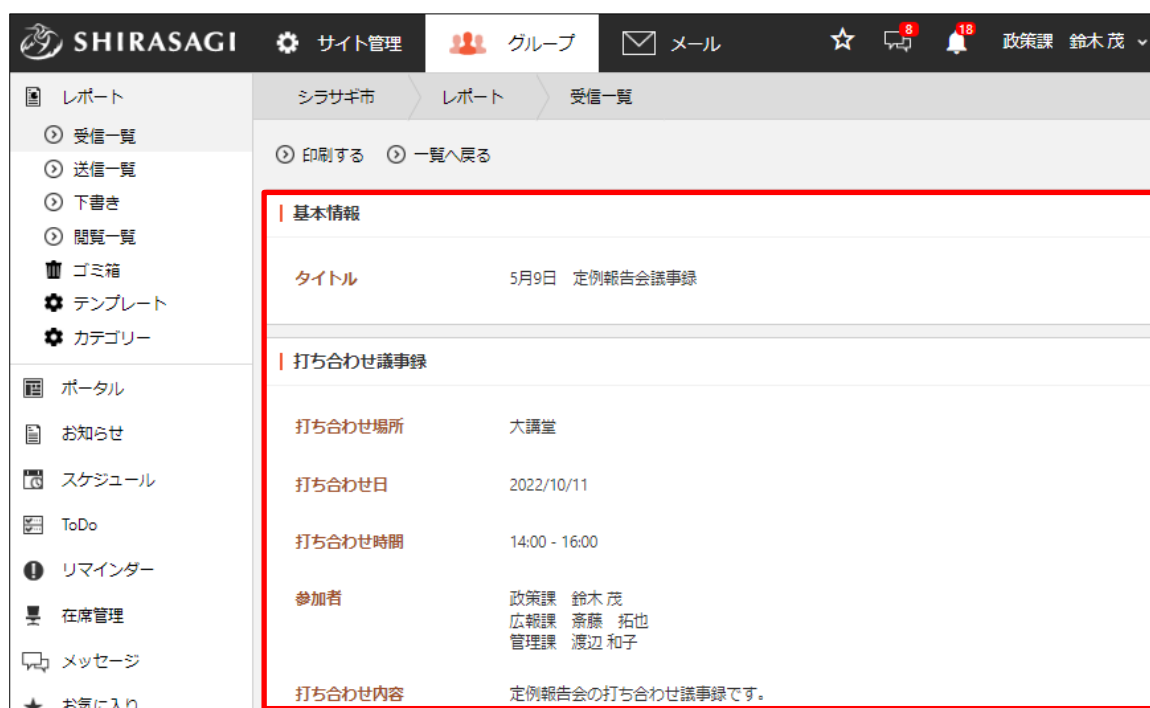 SHIRASAGI サイト管理 グループ メール 8 18 政策課 鈴木 茂
レポート
受信一覧
送信一覧
下書き
閲覧一覧
ゴミ箱
テンプレート
カテゴリー
ポータル
お知らせ
スケジュール
ToDo
リマインダー
在席管理
メッセージ
お気に入り
シラサギ市 レポート 受信一覧
印刷する 一覧へ戻る
基本情報
タイトル 5月9日 定例報告会議事録
打ち合わせ議事録
打ち合わせ場所 大講堂
打ち合わせ日 2022/10/11
打ち合わせ時間 14:00 - 16:00
参加者 政策課 鈴木 茂
広報課 斎藤 拓也
管理課 渡辺 和子
打ち合わせ内容 定例報告会の打ち合わせ議事録です。